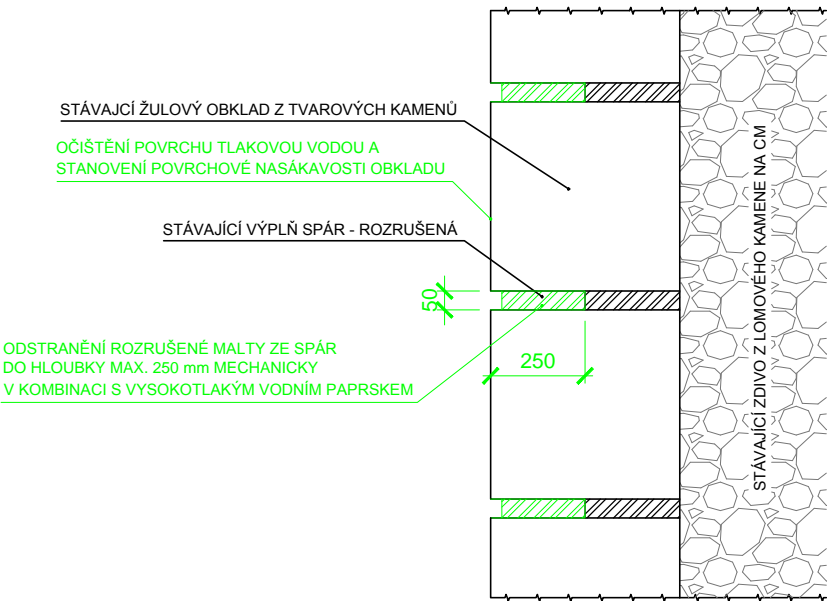 STÁVAJCÍ ŽULOVÝ OBKLAD Z TVAROVÝCH KAMENŮ
OČIŠTĚNÍ POVRCHU TLAKOVOU VODOU A
STANOVENÍ POVRCHOVÉ NASÁKAVOSTI OBKLADU
STÁVAJÍCÍ VÝPLŇ SPÁR - ROZRUŠENÁ
50
250
ODSTRANĚNÍ ROZRUŠENÉ MALTY ZE SPÁR
DO HLOUBKY MAX. 250 mm MECHANICKY
V KOMBINACI S VYSOKOTLAKÝM VODNÍM PAPRSKEM
STÁVAJÍCÍ ZDIVO Z LOMOVÉHO KAMENE NA CM